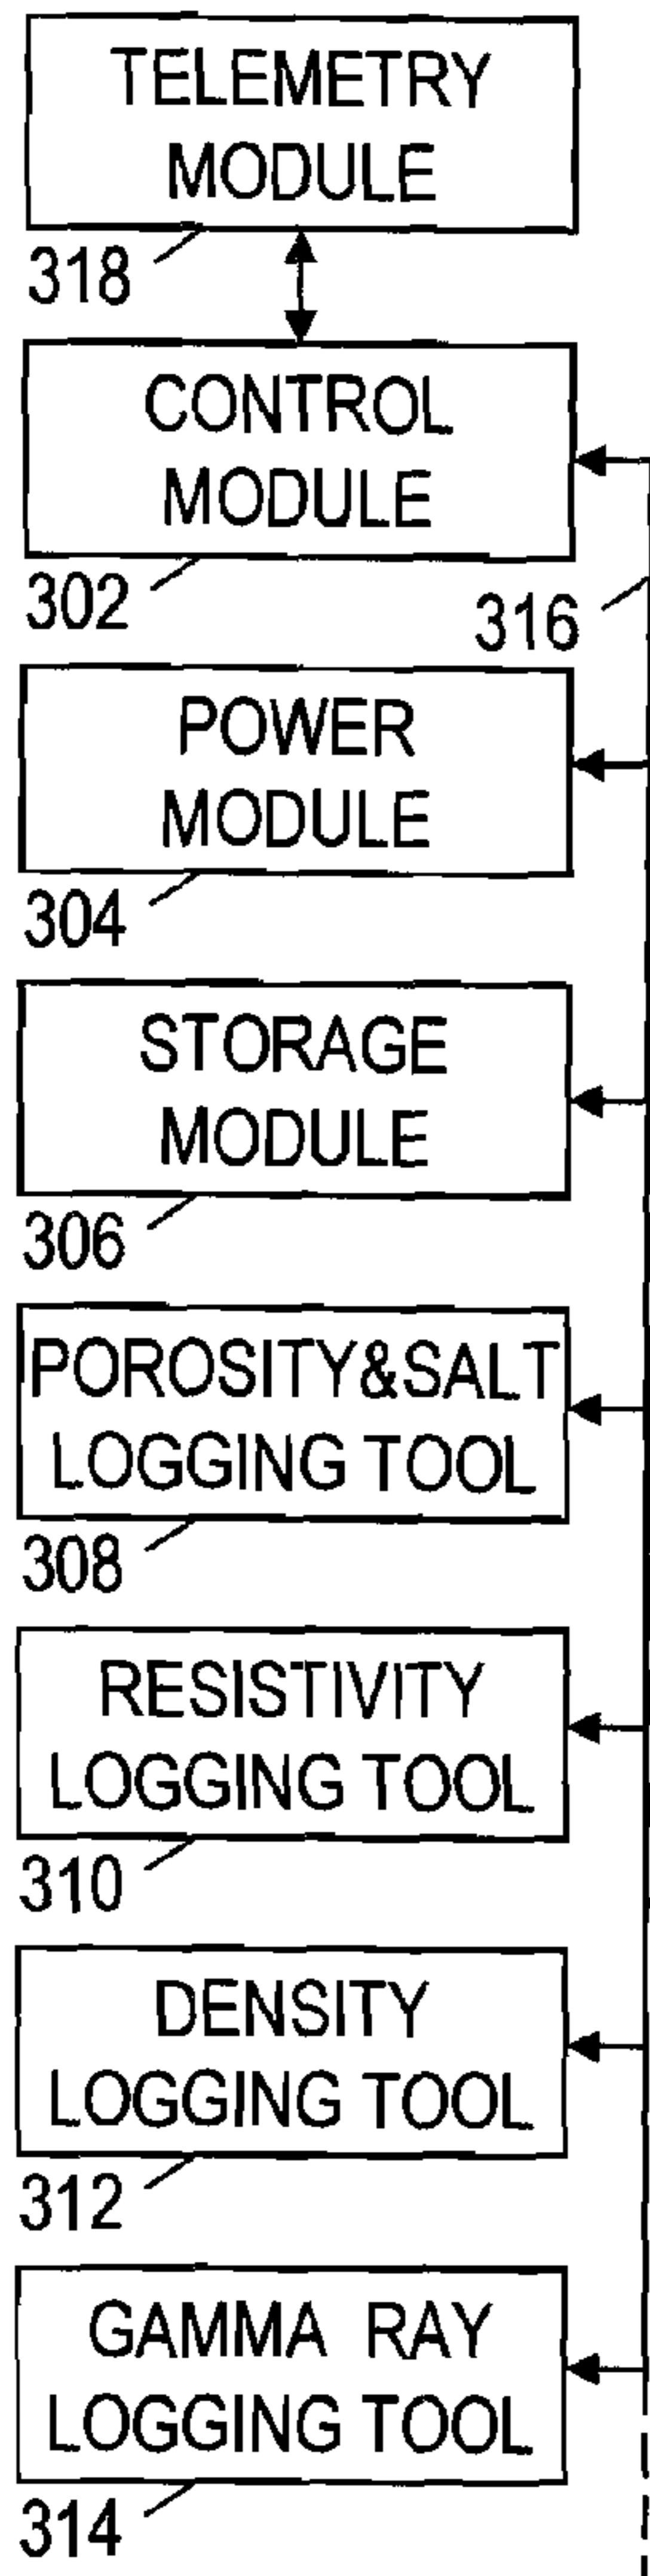 TELEMETRY
MODULE
318
CONTROL
MODULE
302
316
POWER
MODULE
304
STORAGE
MODULE
306
POROSITY&SALT
LOGGING TOOL
308
RESISTIVITY
LOGGING TOOL
310
DENSITY
LOGGING TOOL
312
GAMMA RAY
LOGGING TOOL
314